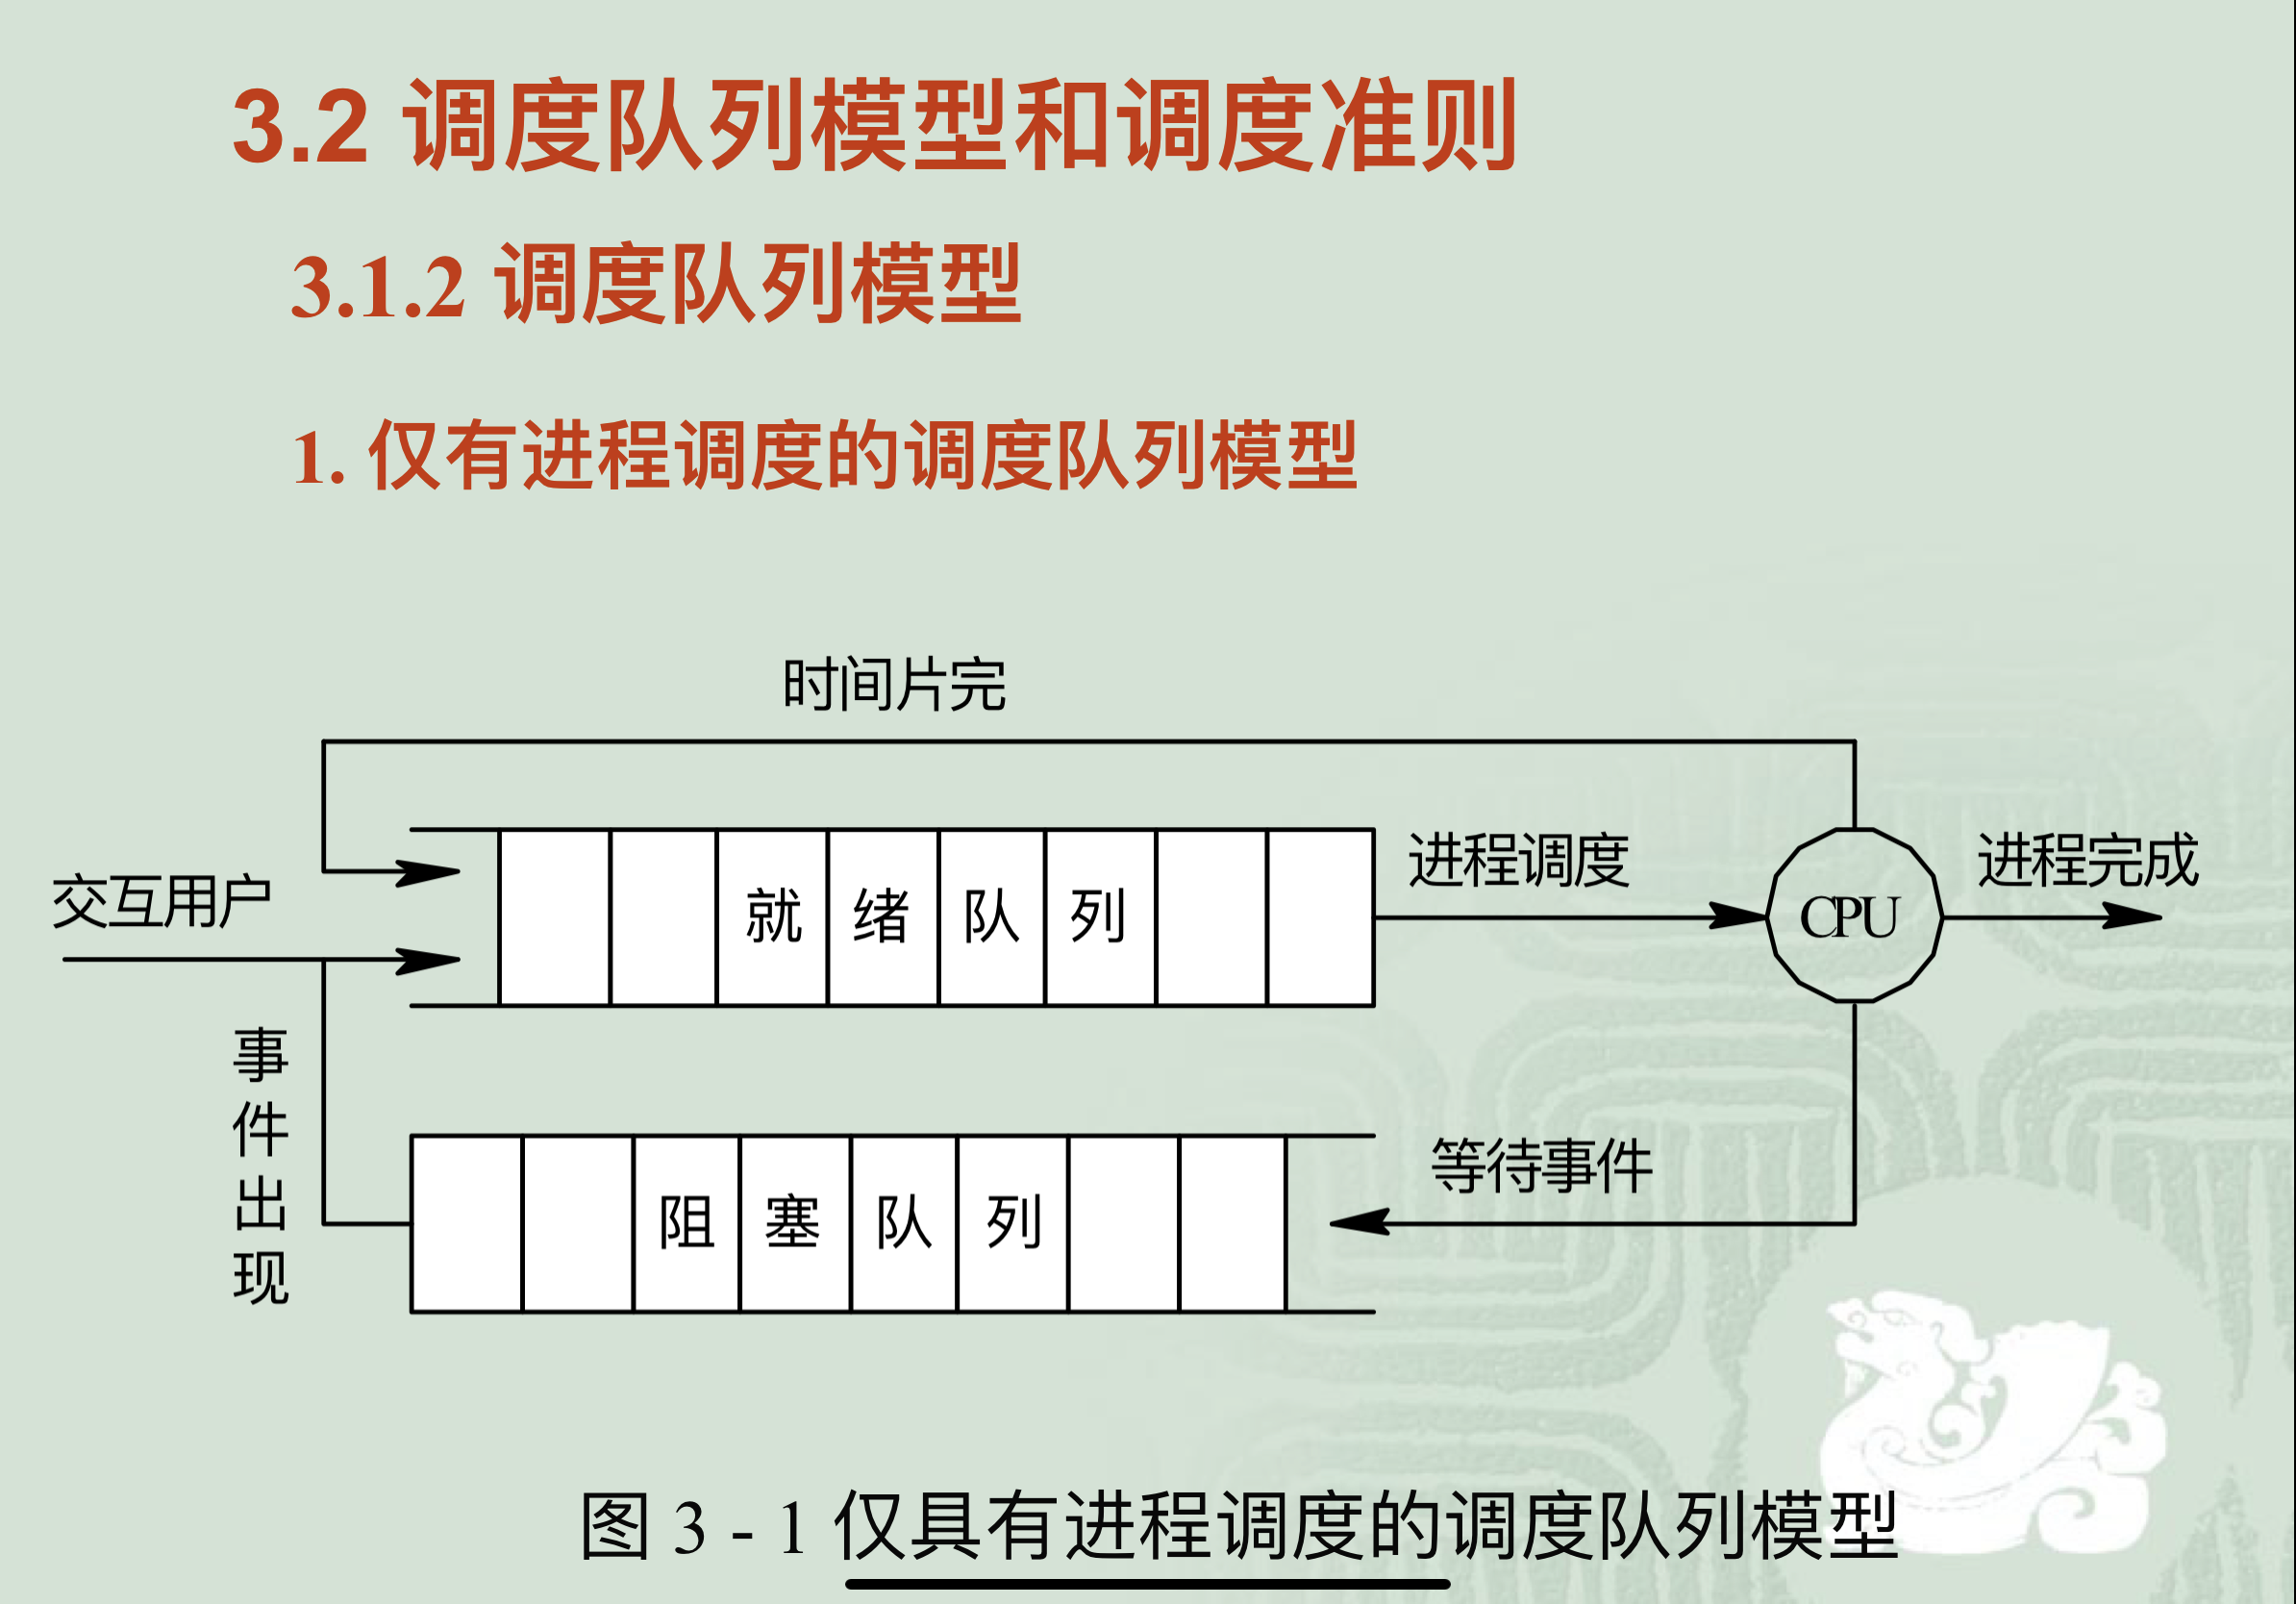 3.2 调度队列模型和调度准则
3.1.2 调度队列模型
1. 仅有进程调度的调度队列模型
时间片完
交互用户
就绪队列
进程调度
CPU
进程完成
事件出现
阻塞队列
等待事件
图 3 - 1 仅具有进程调度的调度队列模型